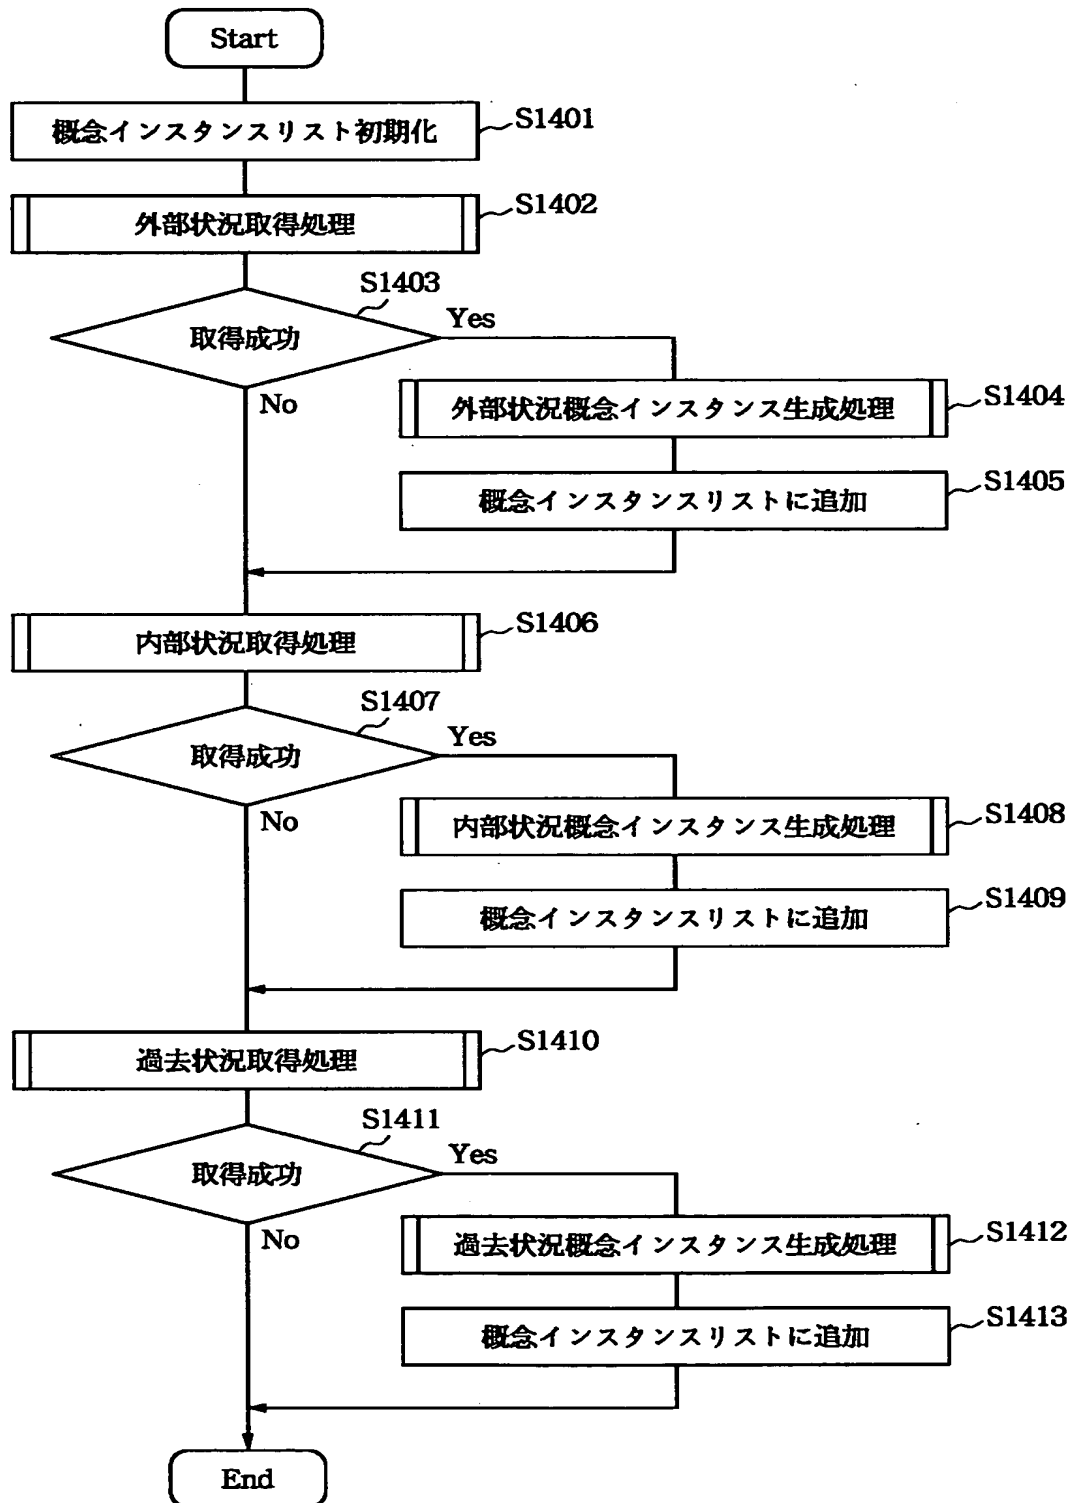 Start
概念インスタンスリスト初期化
S1401
外部状況取得処理
S1402
取得成功
S1403
Yes
No
外部状況概念インスタンス生成処理
S1404
概念インスタンスリストに追加
S1405
内部状況取得処理
S1406
取得成功
S1407
Yes
No
内部状況概念インスタンス生成処理
S1408
概念インスタンスリストに追加
S1409
過去状況取得処理
S1410
取得成功
S1411
Yes
No
過去状況概念インスタンス生成処理
S1412
概念インスタンスリストに追加
S1413
End